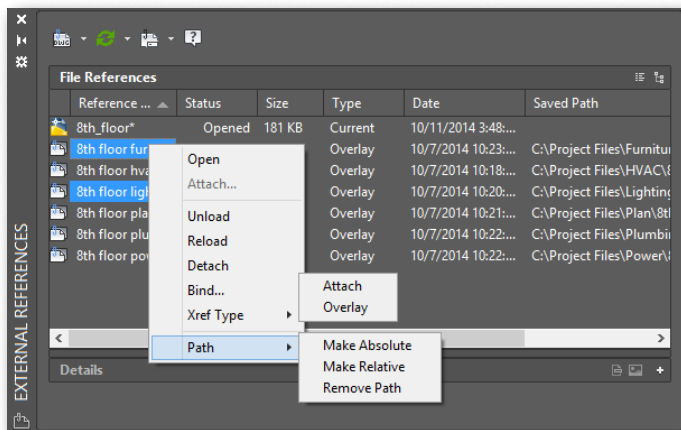 File References
Reference ... Status Size Type Date Saved Path
8th_floor* Opened 181 KB Current 10/11/2014 3:48:...
8th floor fur Overlay 10/7/2014 10:23:... C:\Project Files\Furnitu
8th floor hva Overlay 10/7/2014 10:18:... C:\Project Files\HVAC\8
8th floor ligh Overlay 10/7/2014 10:20:... C:\Project Files\Lighting
8th floor pla Overlay 10/7/2014 10:21:... C:\Project Files\Plan\8tl
8th floor plu Overlay 10/7/2014 10:22:... C:\Project Files\Plumbi
8th floor pov Overlay 10/7/2014 10:22:... C:\Project Files\Power\
Open
Attach...
Unload
Reload
Detach
Bind...
Xref Type
Path
Attach
Overlay
Make Absolute
Make Relative
Remove Path
Details
EXTERNAL REFERENCES